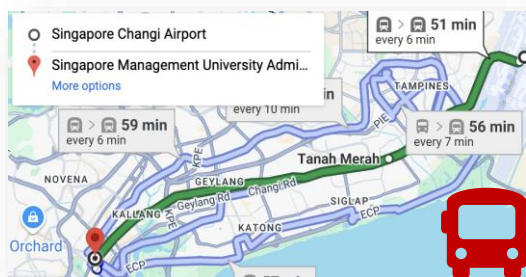 Singapore Changi Airport
Singapore Management University Admi...
More options
51 min
every 6 min
TAMPINES
in
every 10 min
PIE
59 min
every 6 min
KPE
56 min
every 7 min
Tanah Merah
NOVENA
GEYLANG
Changi Rd
Geylang Rd
SIGLAP
KALLANG
KPE
ECP
KATONG
Orchard
ECP